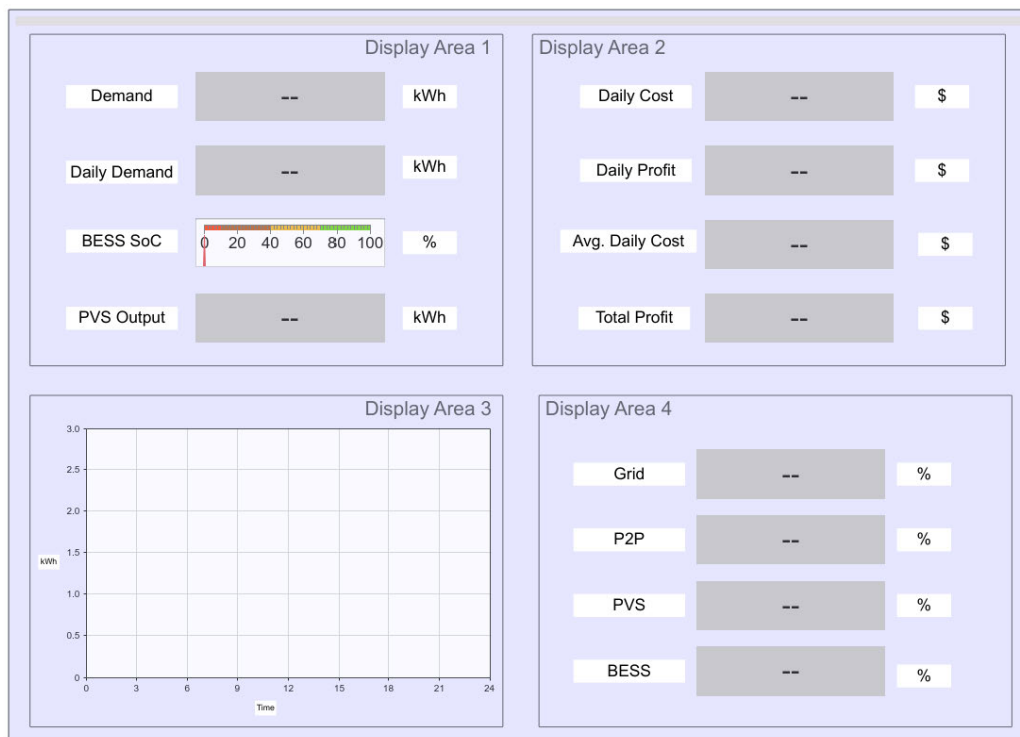 Display Area 1
Demand -- kWh
Daily Demand -- kWh
BESS SoC 0 20 40 60 80 100 %
PVS Output -- kWh
Display Area 2
Daily Cost -- $
Daily Profit -- $
Avg. Daily Cost -- $
Total Profit -- $
Display Area 3
3.0
2.5
2.0
1.5
kWh
1.0
0.5
0
0 3 6 9 12 15 18 21 24
Time
Display Area 4
Grid -- %
P2P -- %
PVS -- %
BESS -- %